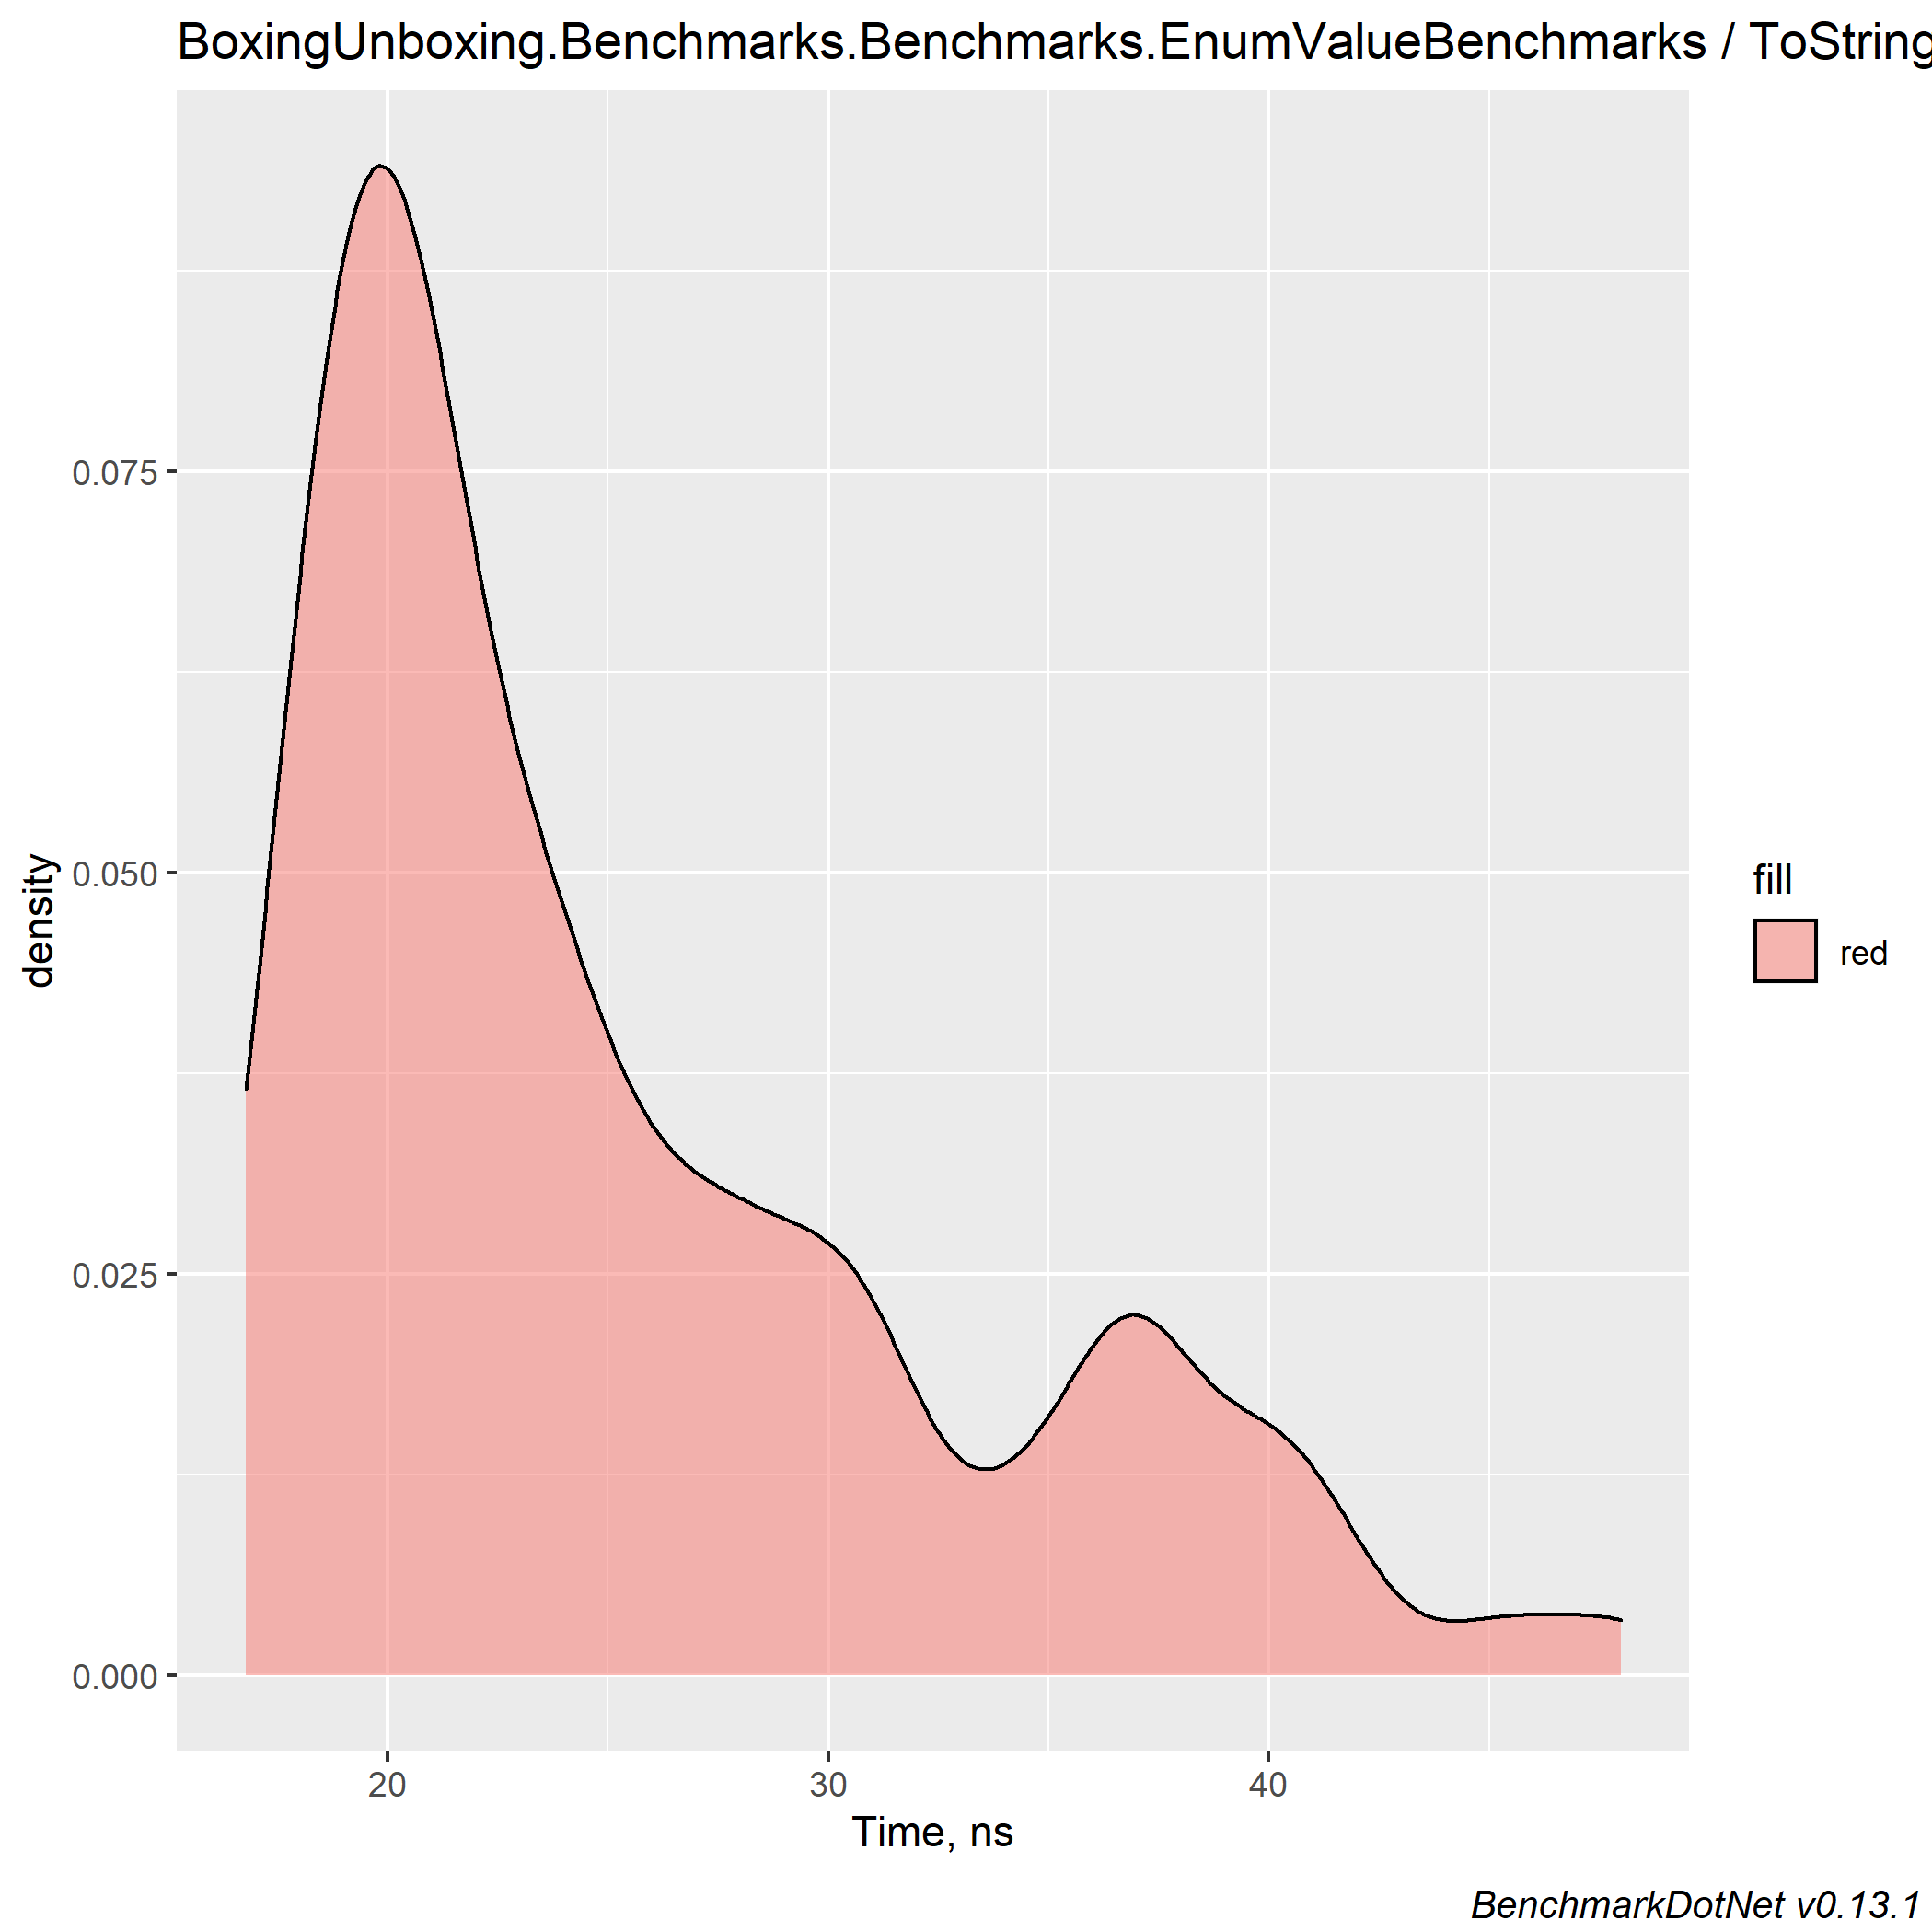 BoxingUnboxing.Benchmarks.Benchmarks.EnumValueBenchmarks / ToString
density
0.075
0.050
0.025
0.000
20 30 40
Time, ns
fill
red
BenchmarkDotNet v0.13.1